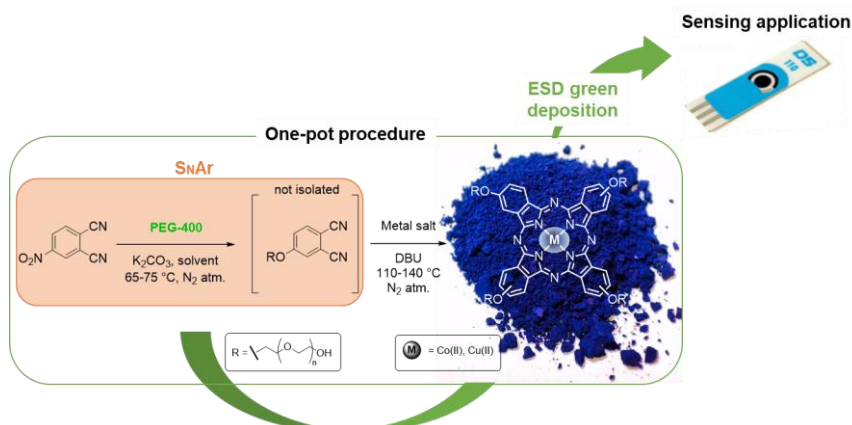 Sensing application
DS
110
ESD green
deposition
One-pot procedure
SNAr
not isolated
O₂N
CN
CN
PEG-400
K₂CO₃, solvent
65-75 °C, N₂ atm.
RO
CN
CN
Metal salt
DBU
110-140 °C
N₂ atm.
RO
OR
N
N
N
N
M
N
N
N
N
RO
OR
R =
O
OH
n
M = Co(II), Cu(II)